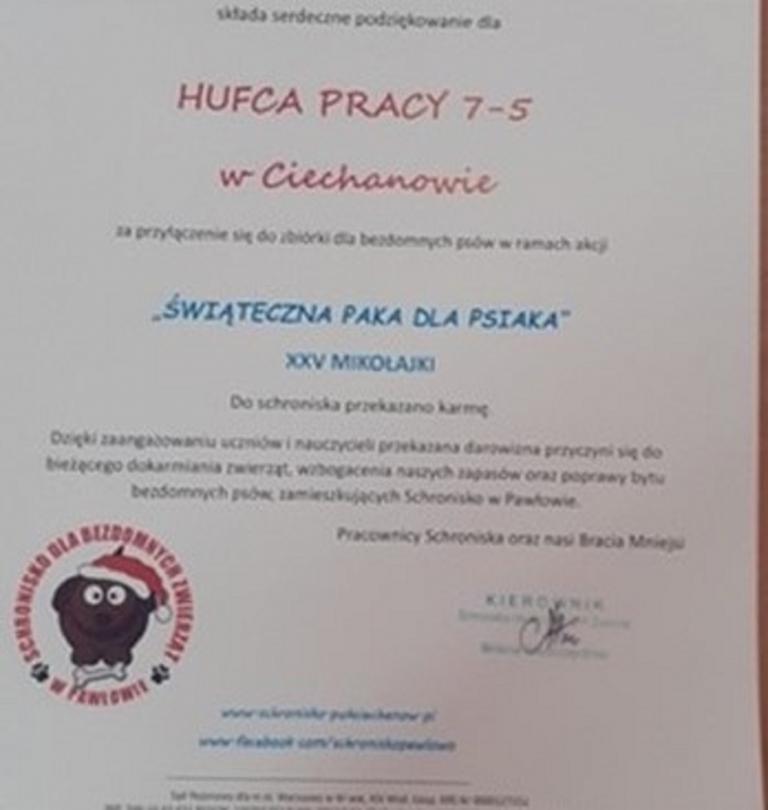 składa serdeczne podziękowanie dla
HUFCA PRACY 7-5
w Ciechanowie
za przyłączenie się do zbiórki dla bezdomnych psów w ramach akcji
„ŚWIĄTECZNA PAKA DLA PSIAKA"
XXV MIKOŁAJKI
Do schroniska przekazano karmę
Dzięki zaangażowaniu uczniów i nauczycieli przekazana darowizna przyczyni się do
bieżącego dokarmiania zwierząt, wzbogacenia naszych zapasów oraz poprawy bytu
bezdomnych psów, zamieszkujących Schronisko w Pawłowie.
Pracownicy Schroniska oraz nasi Bracia Mniejsi
SCHRONISKO DLA BEZDOMNYCH ZWIERZĄT
W PAWŁOWIE
KIEROWNIK
www.schronisko-pukciechanow.pl
www.facebook.com/schroniskopawlowo